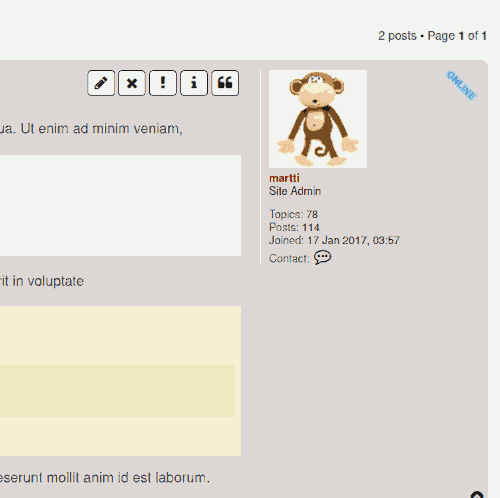 2 posts • Page 1 of 1
ONLINE
ua. Ut enim ad minim veniam,
martti
Site Admin
Topics: 78
Posts: 114
Joined: 17 Jan 2017, 03:57
Contact:
rit in voluptate
eserunt mollit anim id est laborum.